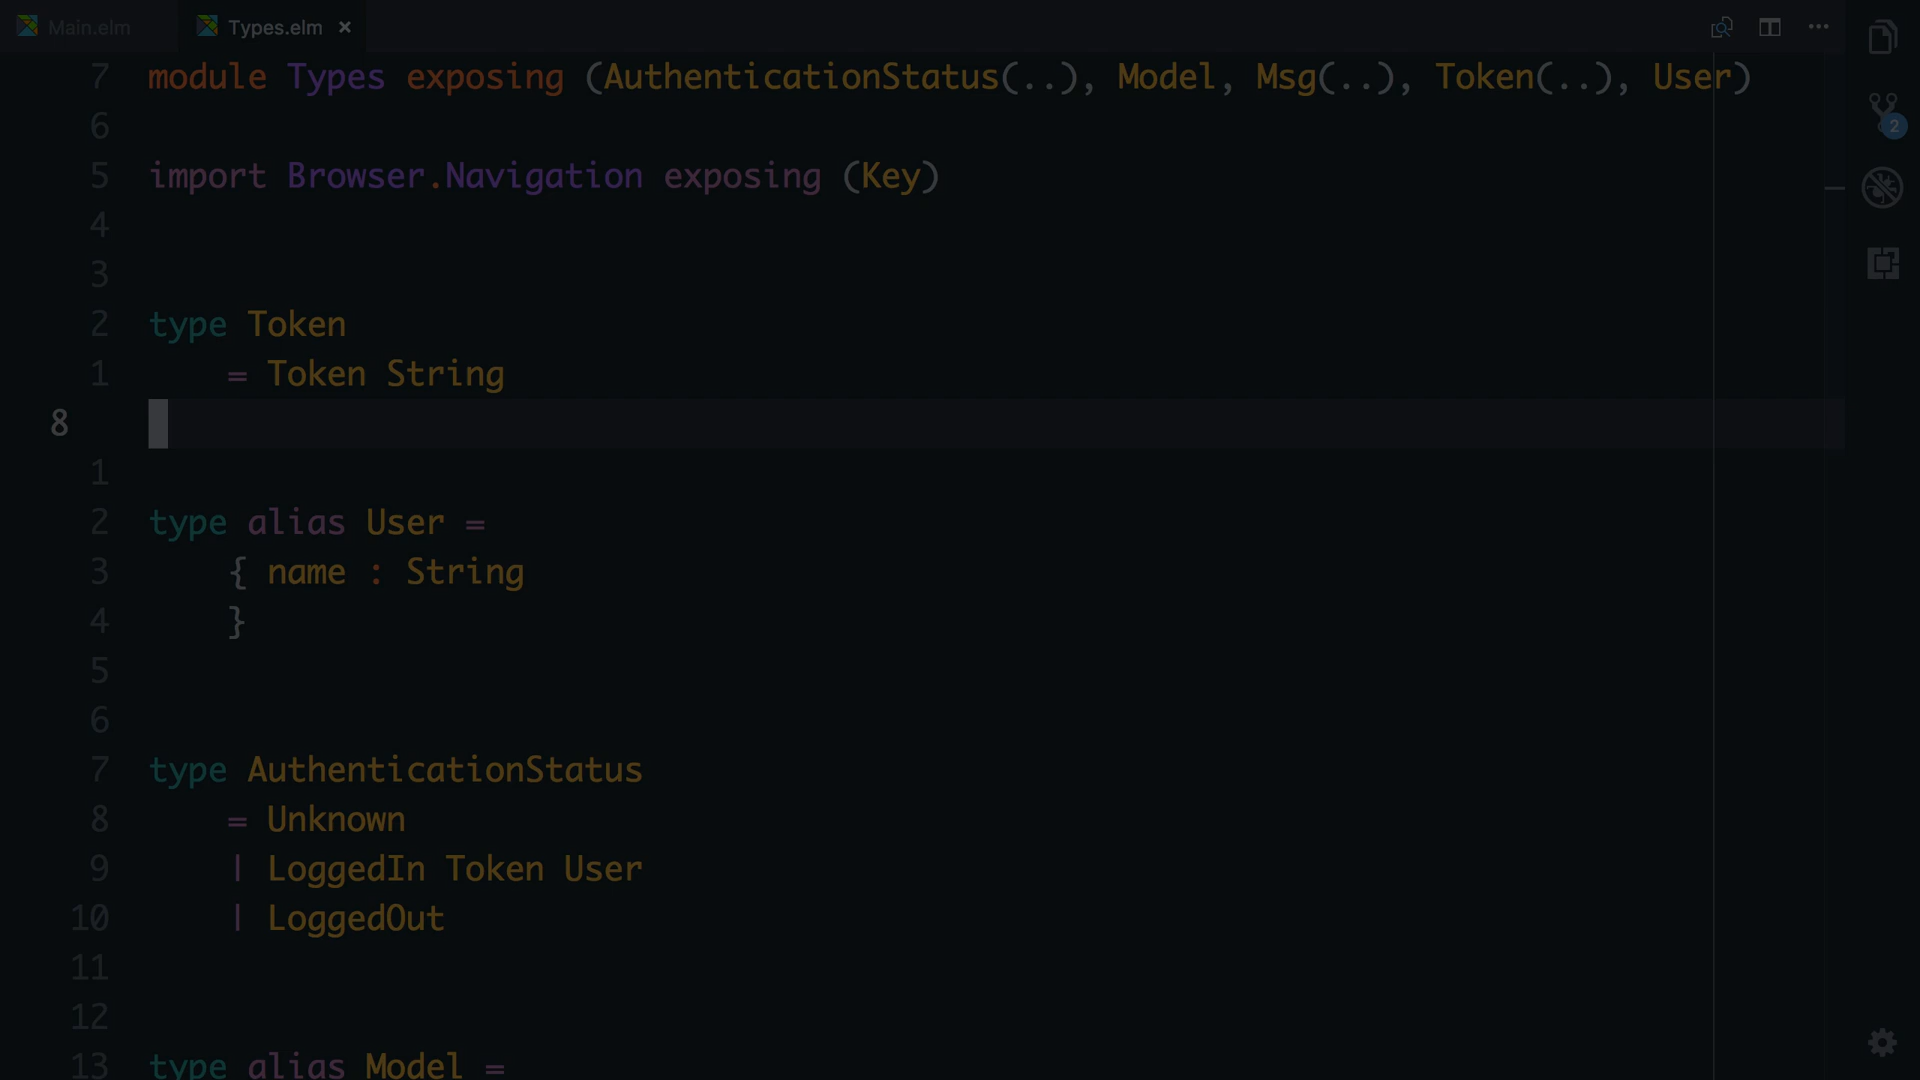 Main.elm Types.elm ×
7 module Types exposing (AuthenticationStatus(..), Model, Msg(..), Token(..), User)
6
5 import Browser.Navigation exposing (Key)
2
4
3
2 type Token
1 = Token String
8
1
2 type alias User =
3 { name : String
4 }
5
6
7 type AuthenticationStatus
8 = Unknown
9 | LoggedIn Token User
10 | LoggedOut
11
12
13 type alias Model =